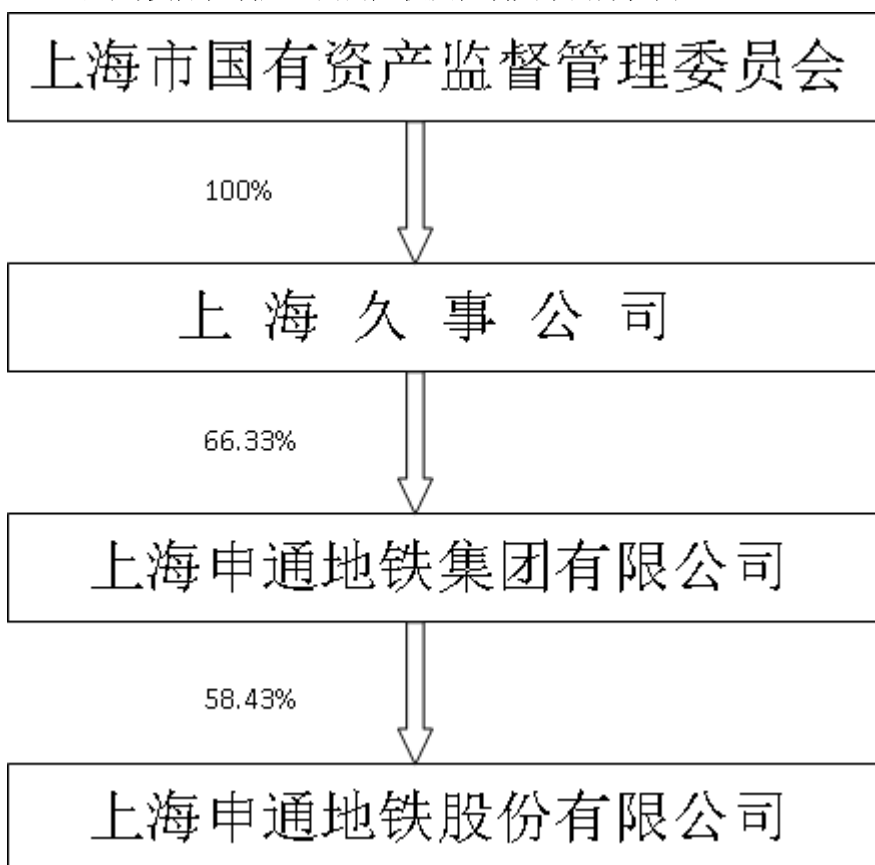 上海市国有资产监督管理委员会
100%
上海久事公司
66.33%
上海申通地铁集团有限公司
58.43%
上海申通地铁股份有限公司